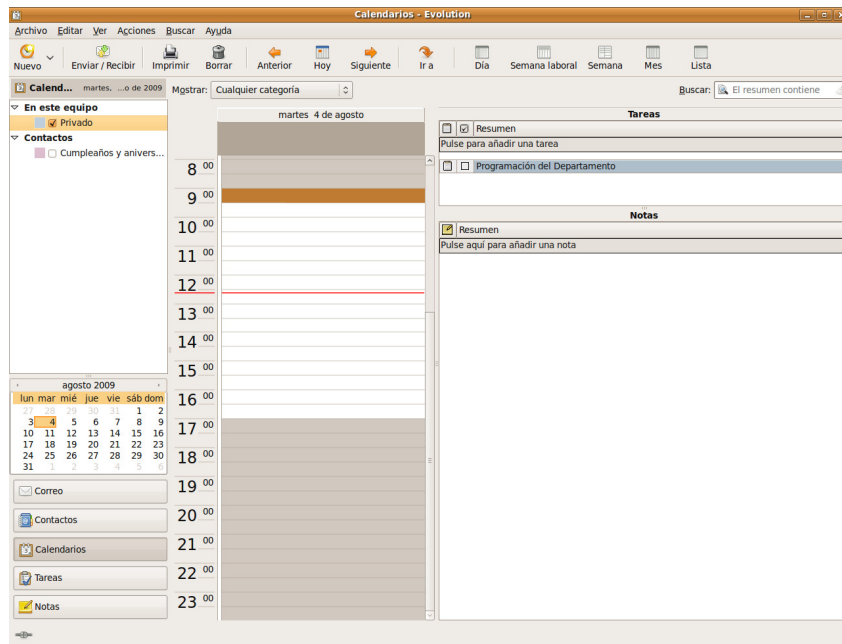 Calendarios - Evolution
Archivo Editar Ver Acciones Buscar Ayuda
Nuevo Enviar / Recibir Imprimir Borrar Anterior Hoy Siguiente Ir a Día Semana laboral Semana Mes Lista
Calend... martes, ...o de 2009 Mostrar: Cualquier categoría Buscar: El resumen contiene
En este equipo
Privado
Contactos
Cumpleaños y anivers...
agosto 2009
lun mar mié jue vie sáb dom
27 28 29 30 31 1 2
3 4 5 6 7 8 9
10 11 12 13 14 15 16
17 18 19 20 21 22 23
24 25 26 27 28 29 30
31 1 2 3 4 5 6
Correo
Contactos
Calendarios
Tareas
Notas
martes 4 de agosto
8 00
9 00
10 00
11 00
12 00
13 00
14 00
15 00
16 00
17 00
18 00
19 00
20 00
21 00
22 00
23 00
Tareas
Resumen
Pulse para añadir una tarea
Programación del Departamento
Notas
Resumen
Pulse aquí para añadir una nota